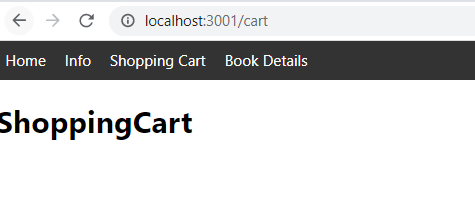 localhost:3001/cart
Home Info Shopping Cart Book Details
ShoppingCart